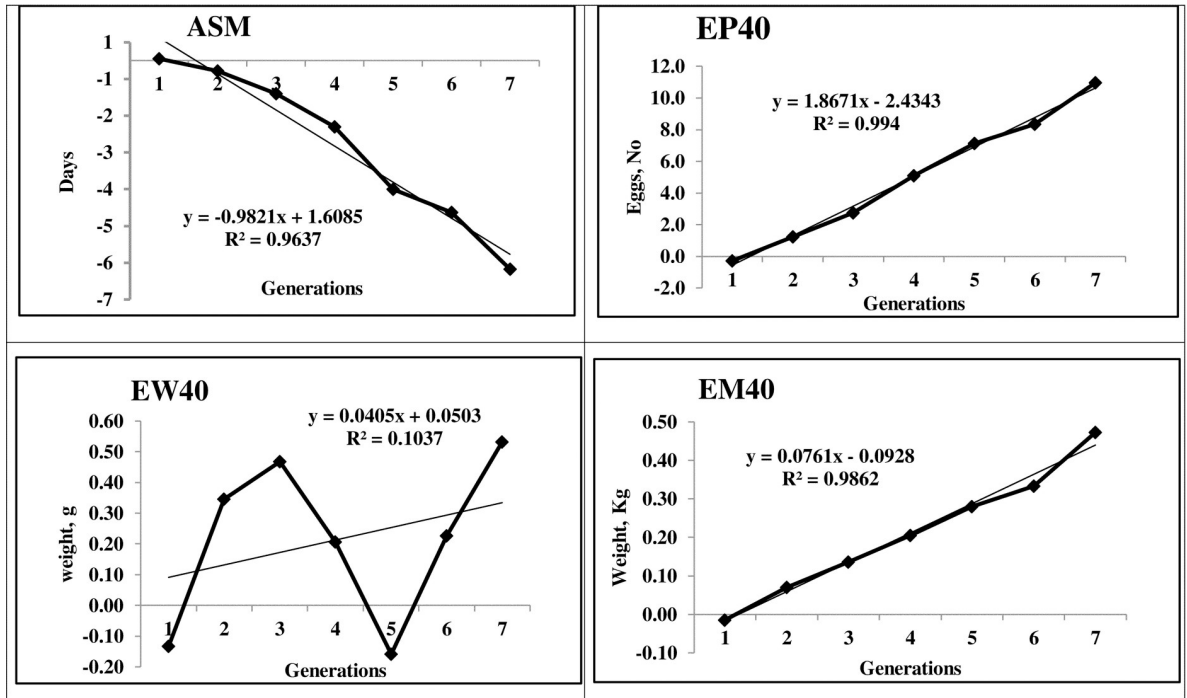 ASM
1
-1
-2
-3
-4
-5
-6
-7
Days
1 2 3 4 5 6 7
y = -0.9821x + 1.6085
R² = 0.9637
Generations
EP40
12.0
10.0
8.0
6.0
4.0
2.0
0.0
-2.0
Eggs, No
y = 1.8671x - 2.4343
R² = 0.994
1 2 3 4 5 6 7
Generations
EW40
0.60
0.50
0.40
0.30
0.20
0.10
0.00
-0.10
-0.20
weight, g
y = 0.0405x + 0.0503
R² = 0.1037
1 2 3 4 5 6 7
Generations
EM40
0.50
0.40
0.30
0.20
0.10
0.00
-0.10
Weight, Kg
y = 0.0761x - 0.0928
R² = 0.9862
1 2 3 4 5 6 7
Generations